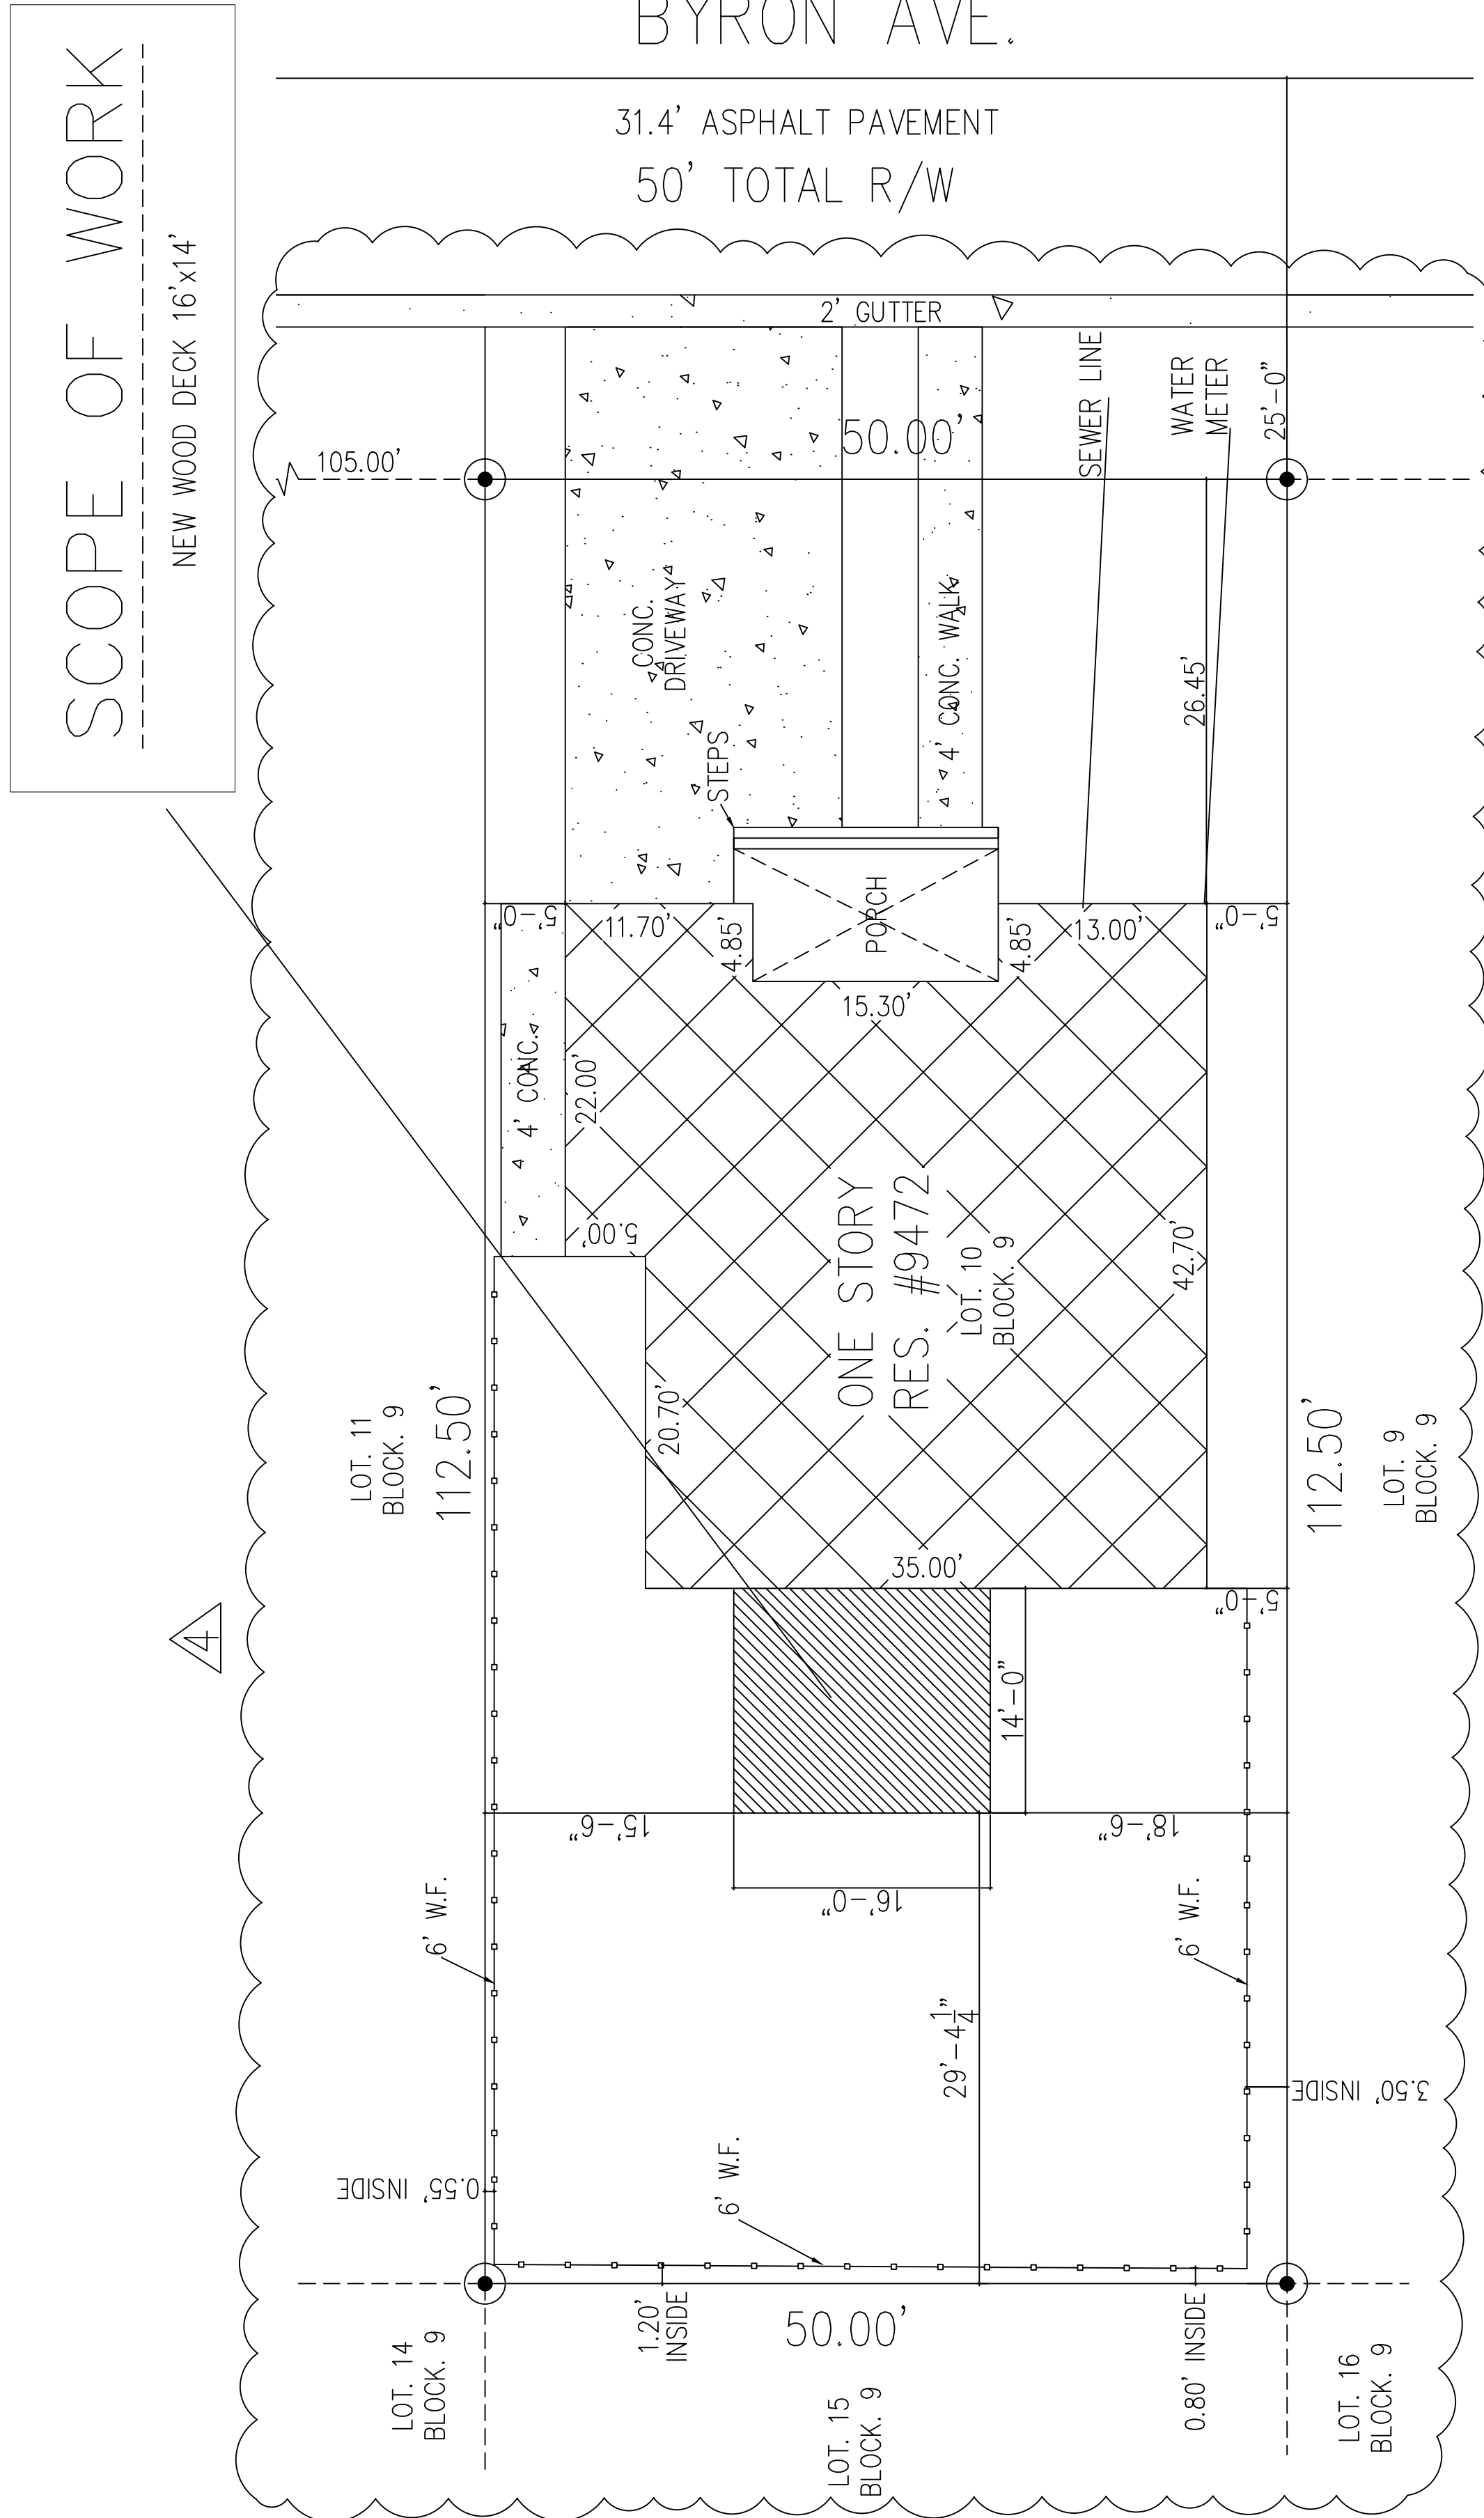 BYRON AVE.
31.4' ASPHALT PAVEMENT
50' TOTAL R/W
SCOPE OF WORK
NEW WOOD DECK 16'x14'
2' GUTTER
SEWER LINE
WATER
METER
25'-0"
50.00'
105.00'
CONC.
DRIVEWAY
4' CONC. WALK
26.45'
STEPS
PORCH
5'-0"
11.70'
4.85'
15.30'
4.85'
13.00'
5'-0"
4' CONC.
22.00'
5.00'
ONE STORY
RES. #9472
LOT. 10
BLOCK. 9
42.70'
20.70'
35.00'
LOT. 11
BLOCK. 9
112.50'
112.50'
LOT. 9
BLOCK. 9
4
5'-0"
14'-0"
15'-6"
18'-6"
16'-0"
6' W.F.
6' W.F.
29'-4 1/4"
3.50' INSIDE
0.55' INSIDE
6' W.F.
1.20'
INSIDE
50.00'
0.80' INSIDE
LOT. 14
BLOCK. 9
LOT. 15
BLOCK. 9
LOT. 16
BLOCK. 9